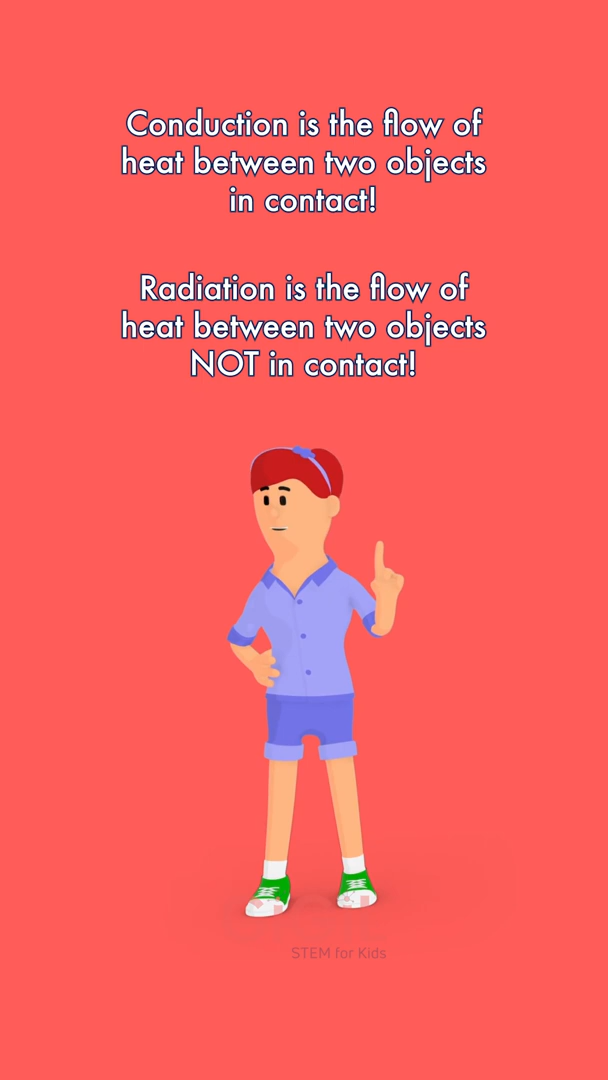 Conduction is the flow of
heat between two objects
in contact!
Radiation is the flow of
heat between two objects
NOT in contact!
STEM for Kids